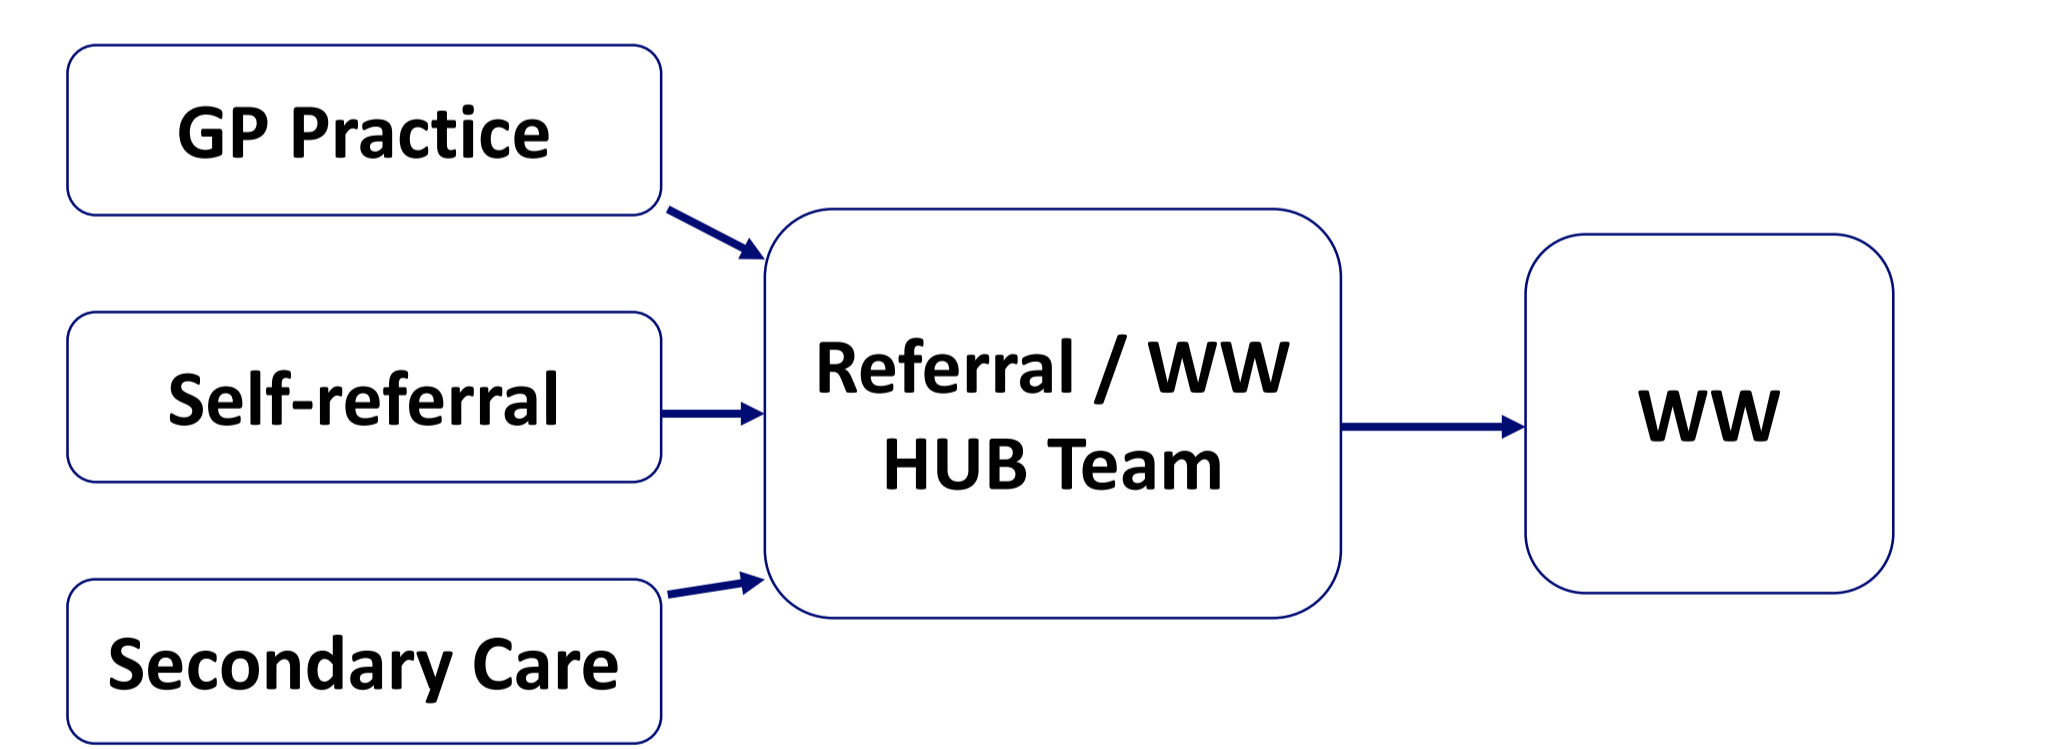 GP Practice
Self-referral
Secondary Care
Referral / WW
HUB Team
WW